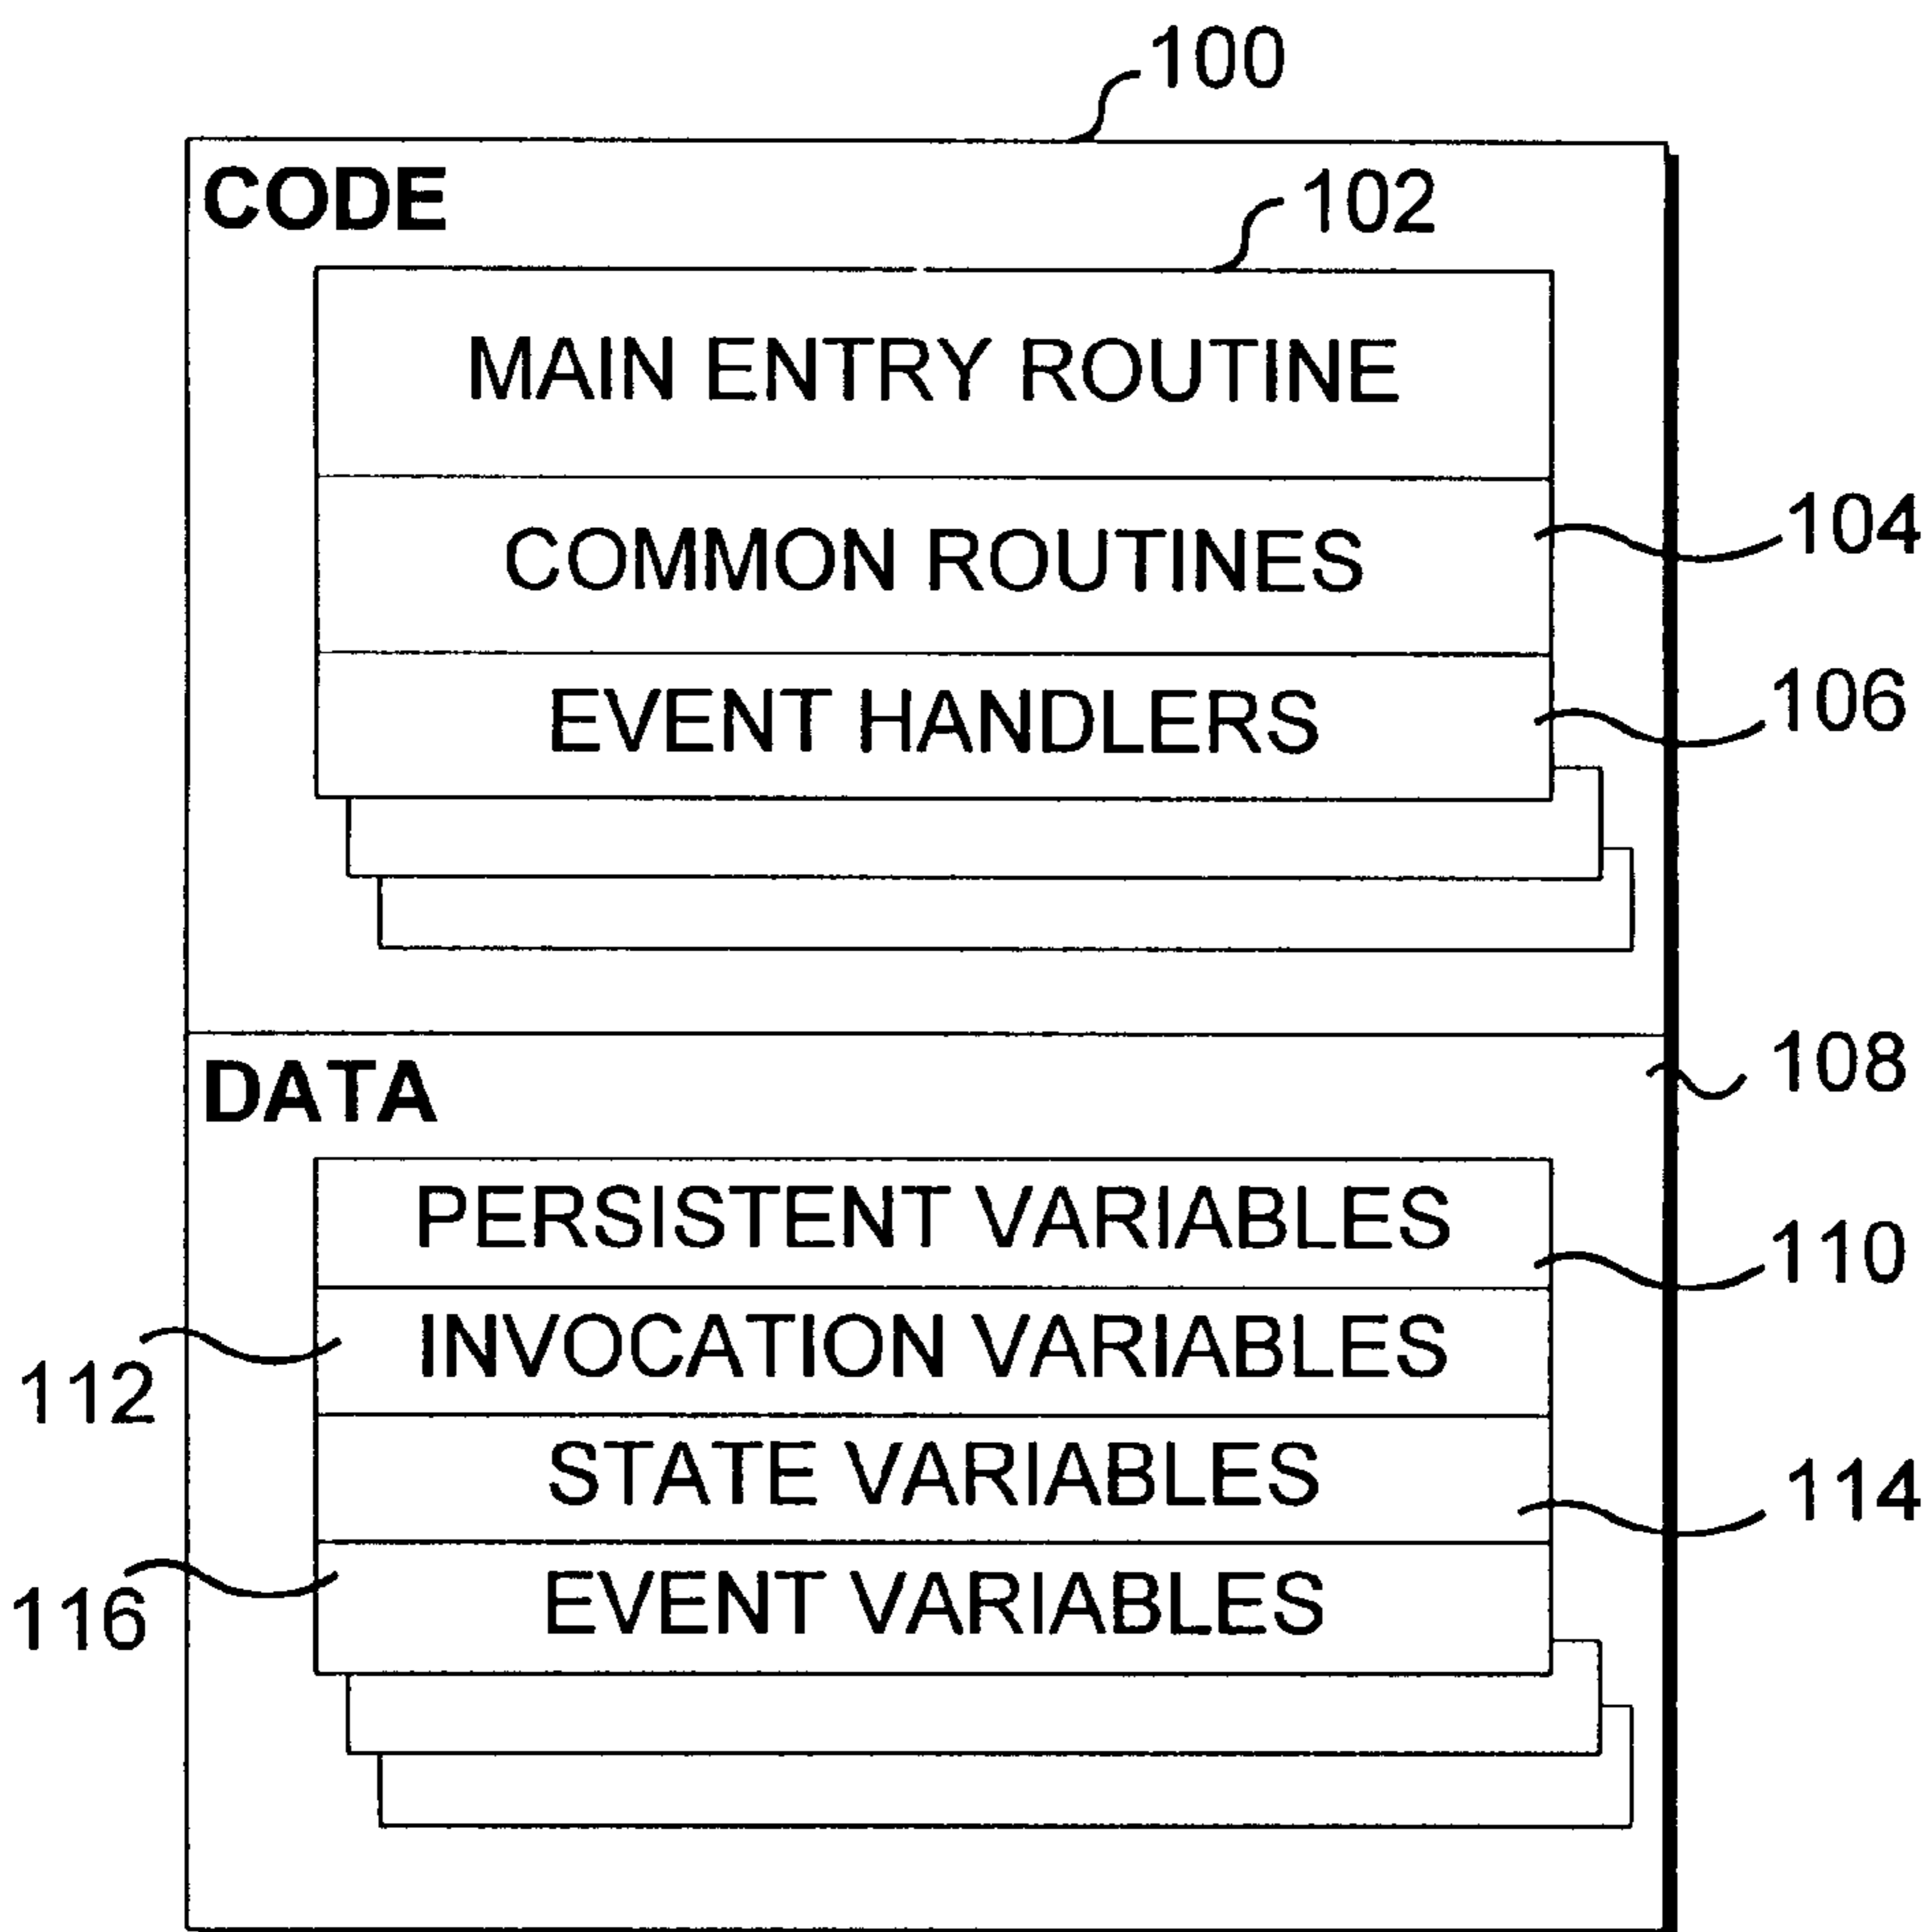 100
CODE
102
MAIN ENTRY ROUTINE
COMMON ROUTINES
104
EVENT HANDLERS
106
DATA
108
PERSISTENT VARIABLES
110
INVOCATION VARIABLES
112
STATE VARIABLES
114
EVENT VARIABLES
116